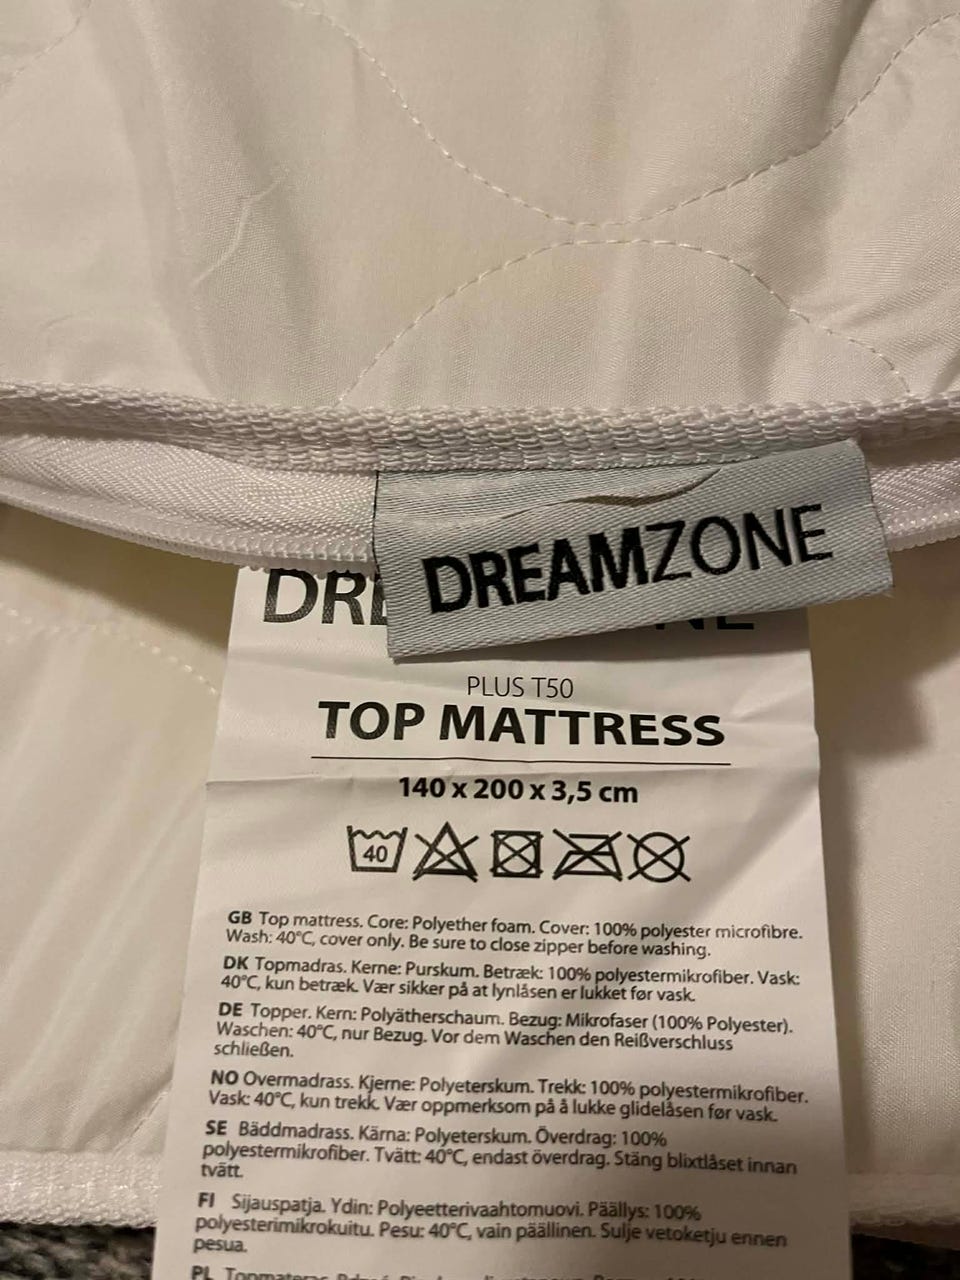 DREAMZONE
PLUS T50
TOP MATTRESS
140 x 200 x 3,5 cm
40
GB Top mattress. Core: Polyether foam. Cover: 100% polyester microfibre.
Wash: 40°C, cover only. Be sure to close zipper before washing.
DK Topmadras. Kerne: Purskum. Betræk: 100% polyestermikrofiber. Vask:
40°C, kun betræk. Vær sikker på at lynlåsen er lukket før vask.
DE Topper. Kern: Polyätherschaum. Bezug: Mikrofaser (100% Polyester).
Waschen: 40°C, nur Bezug. Vor dem Waschen den Reißverschluss
schließen.
NO Overmadrass. Kjerne: Polyeterskum. Trekk: 100% polyestermikrofiber.
Vask: 40°C, kun trekk. Vær oppmerksom på å lukke glidelåsen før vask.
SE Bäddmadrass. Kärna: Polyeterskum. Överdrag: 100%
polyestermikrofiber. Tvätt: 40°C, endast överdrag. Stäng blixtlåset innan
tvätt.
FI Sijauspatja. Ydin: Polyeetterivaahtomuovi. Päällys: 100%
polyesterimikrokuitu. Pesu: 40°C, vain päällinen. Sulje vetoketju ennen
pesua.
PL